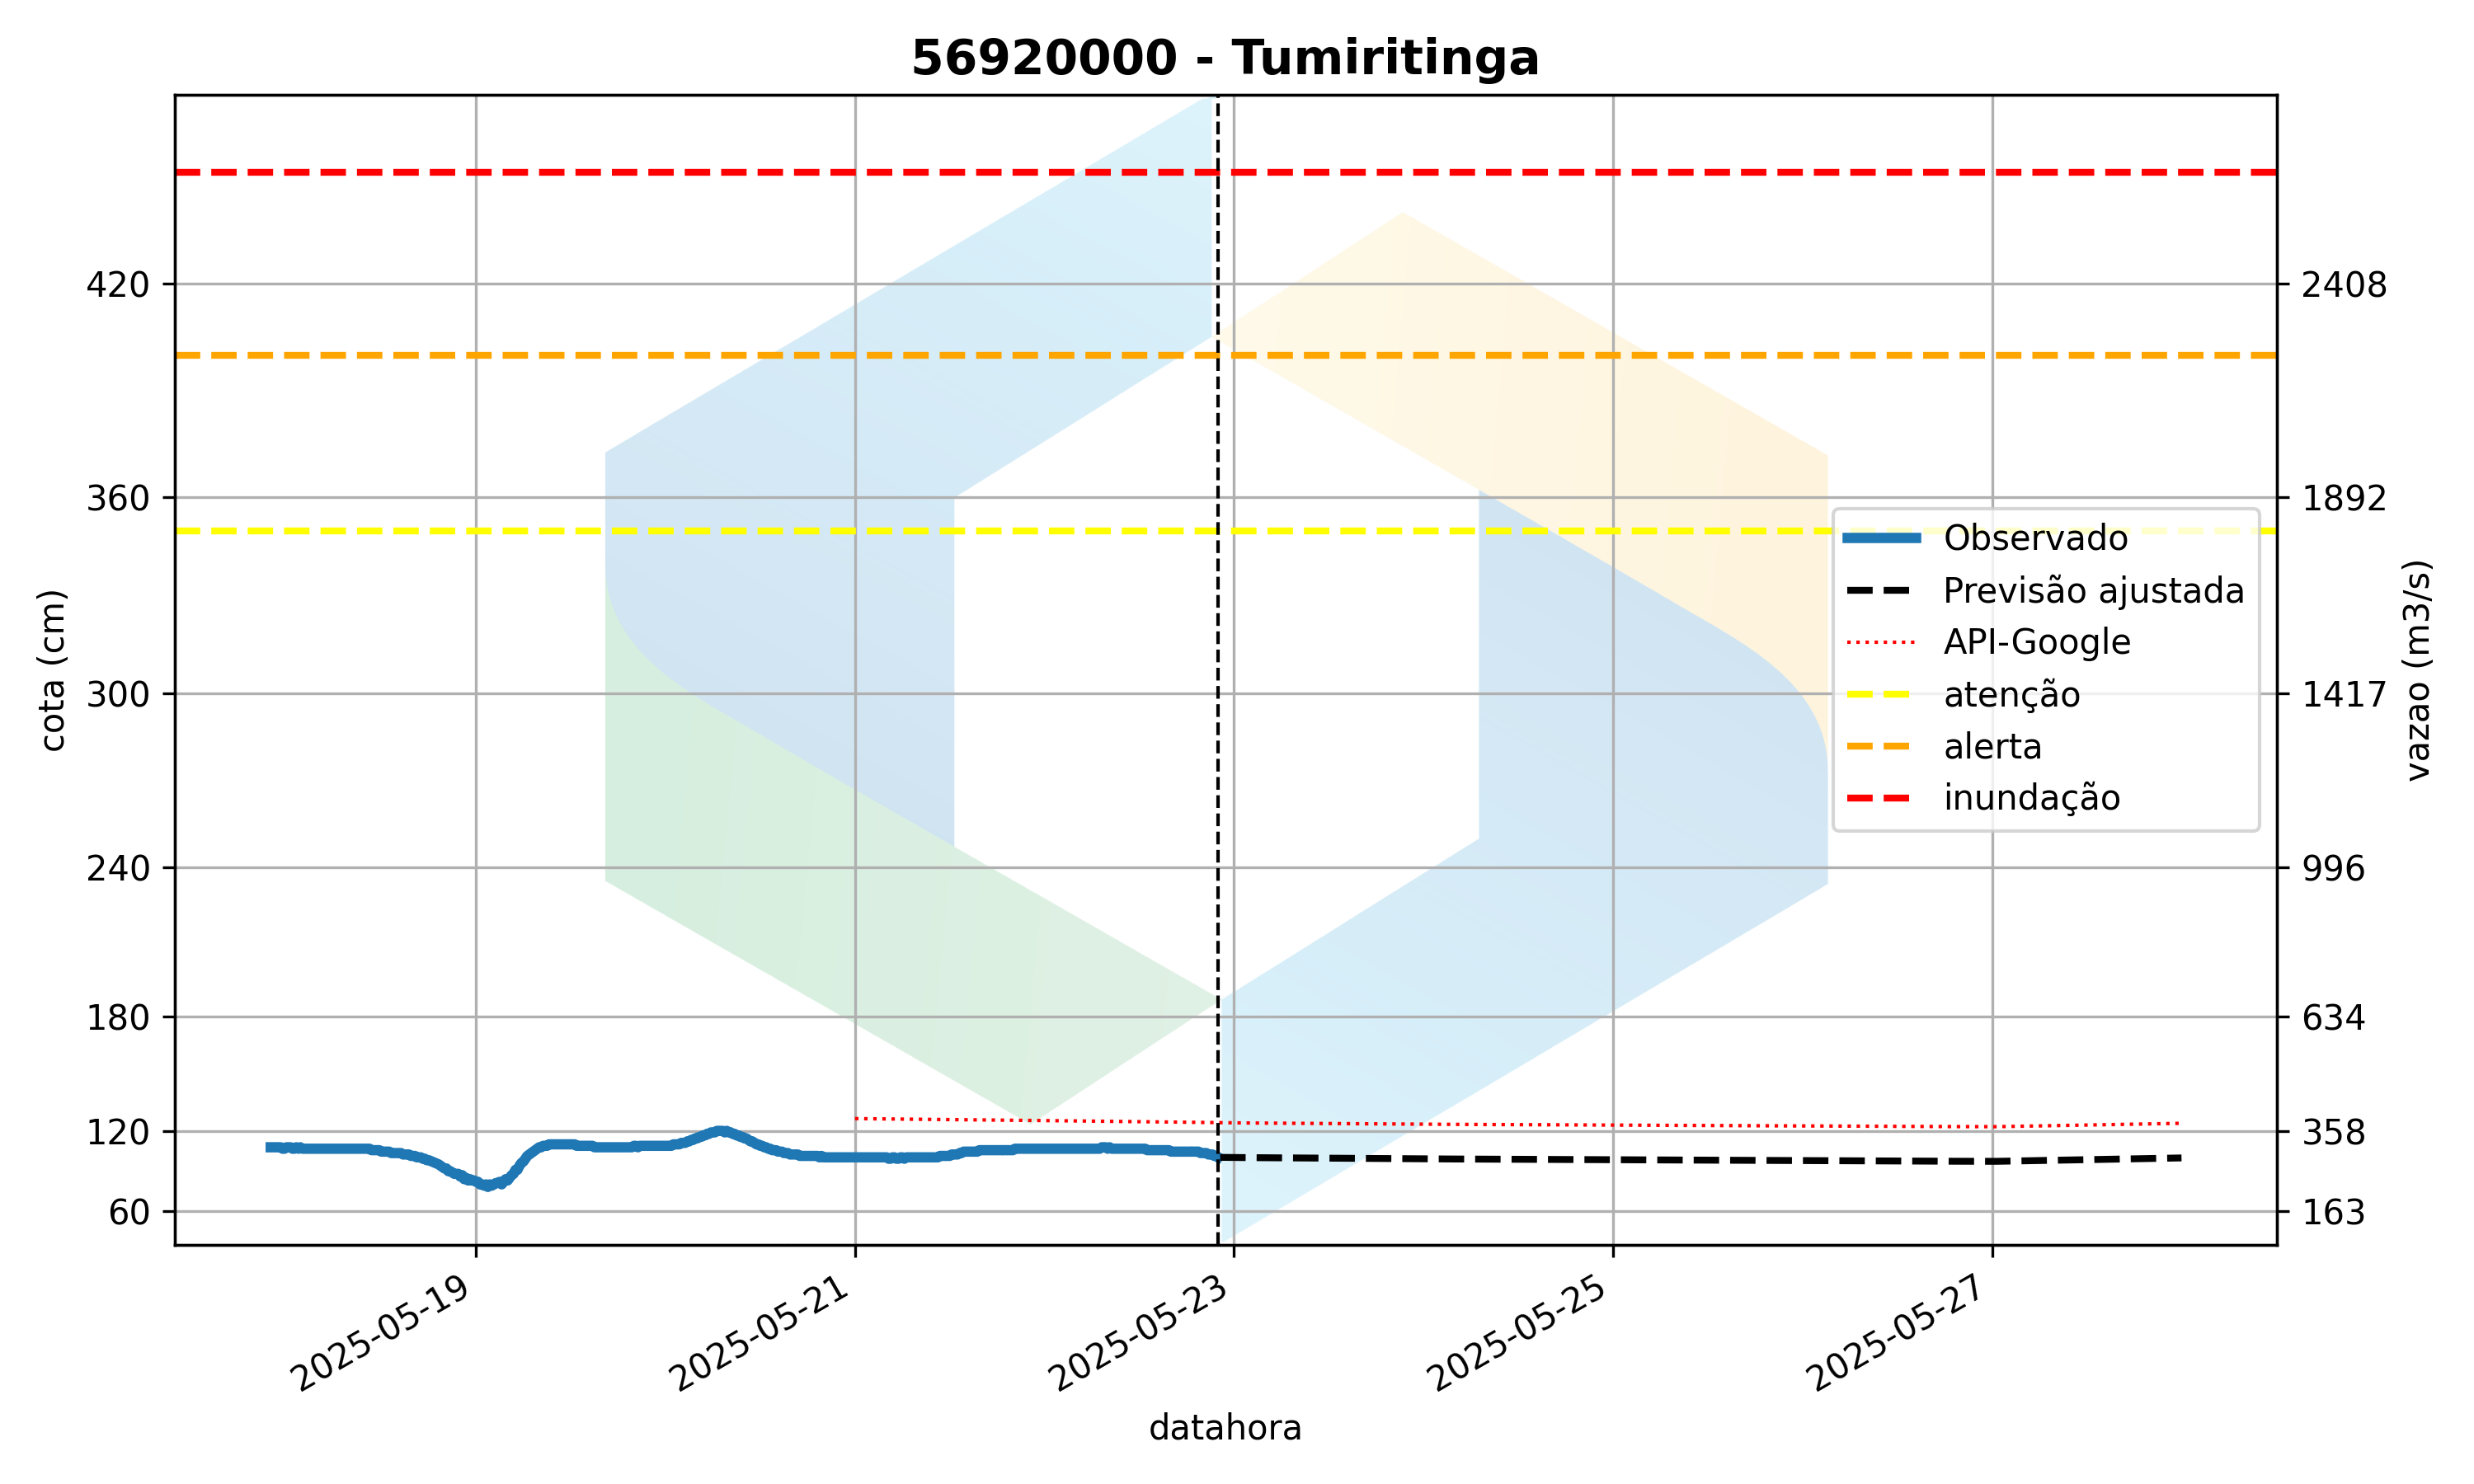 56920000 - Tumiritinga
420
360
300
240
180
120
60
cota (cm)
2408
1892
1417
996
634
358
163
vazao (m3/s)
Observado
Previsão ajustada
API-Google
atenção
alerta
inundação
2025-05-19
2025-05-21
2025-05-23
2025-05-25
2025-05-27
datahora